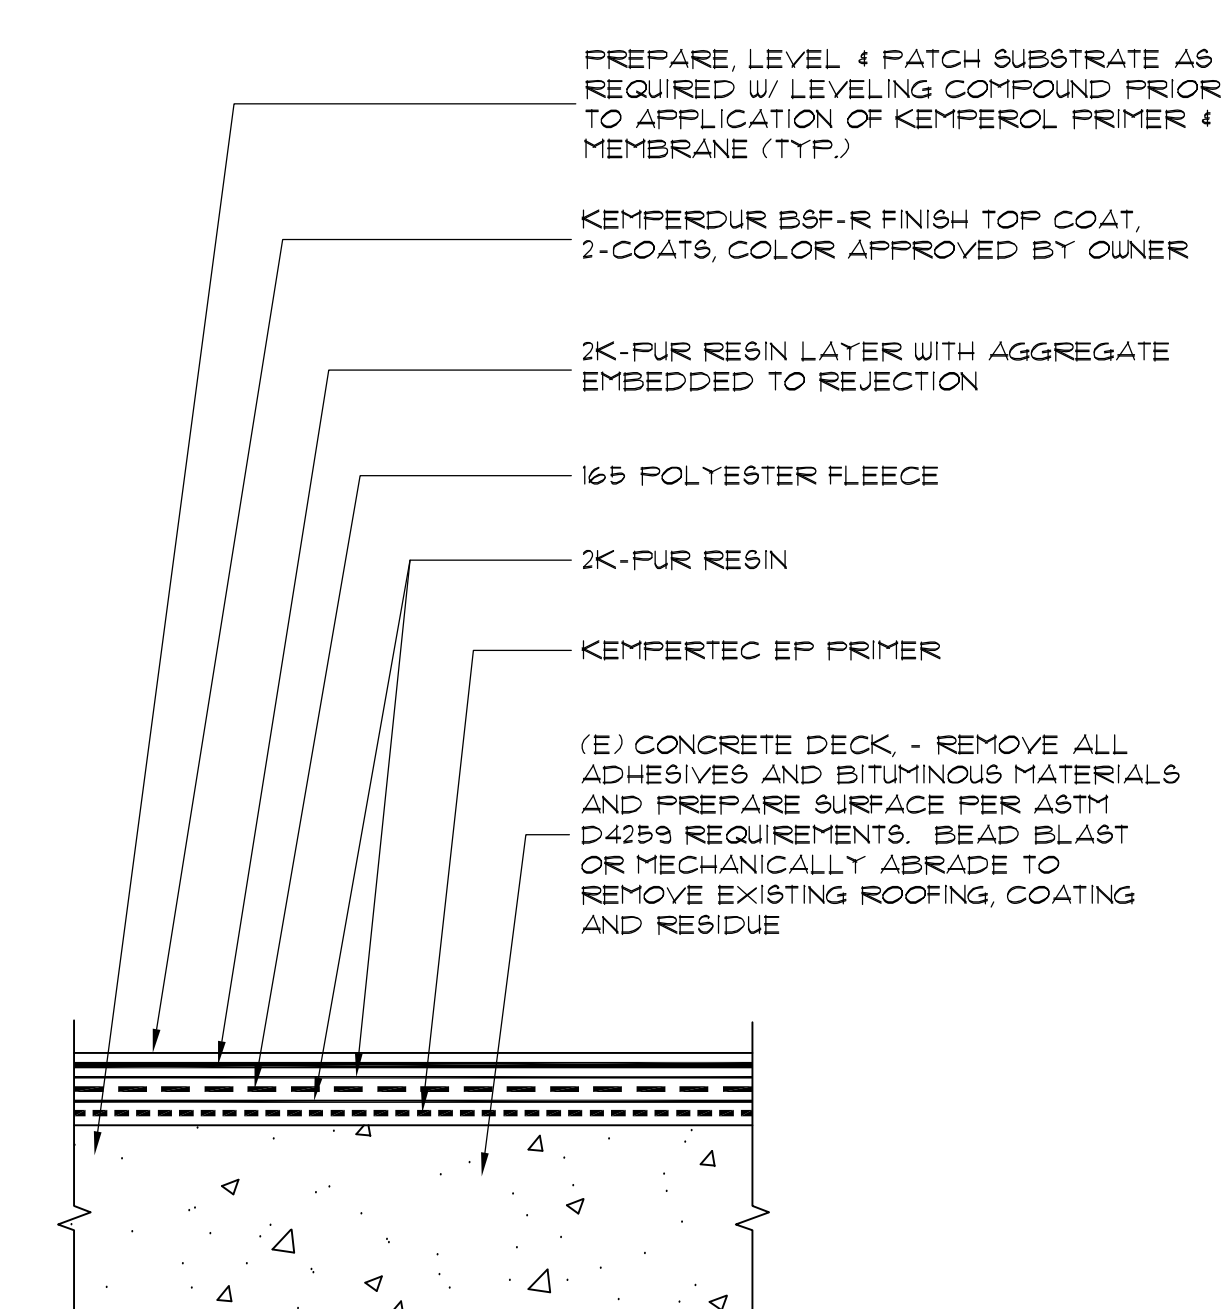 PREPARE, LEVEL & PATCH SUBSTRATE AS
REQUIRED W/ LEVELING COMPOUND PRIOR
TO APPLICATION OF KEMPEROL PRIMER &
MEMBRANE (TYP.)
KEMPERDUR BSF-R FINISH TOP COAT,
2-COATS, COLOR APPROVED BY OWNER
2K-PUR RESIN LAYER WITH AGGREGATE
EMBEDDED TO REJECTION
165 POLYESTER FLEECE
2K-PUR RESIN
KEMPERTEC EP PRIMER
(E) CONCRETE DECK, - REMOVE ALL
ADHESIVES AND BITUMINOUS MATERIALS
AND PREPARE SURFACE PER ASTM
D4259 REQUIREMENTS. BEAD BLAST
OR MECHANICALLY ABRADE TO
REMOVE EXISTING ROOFING, COATING
AND RESIDUE